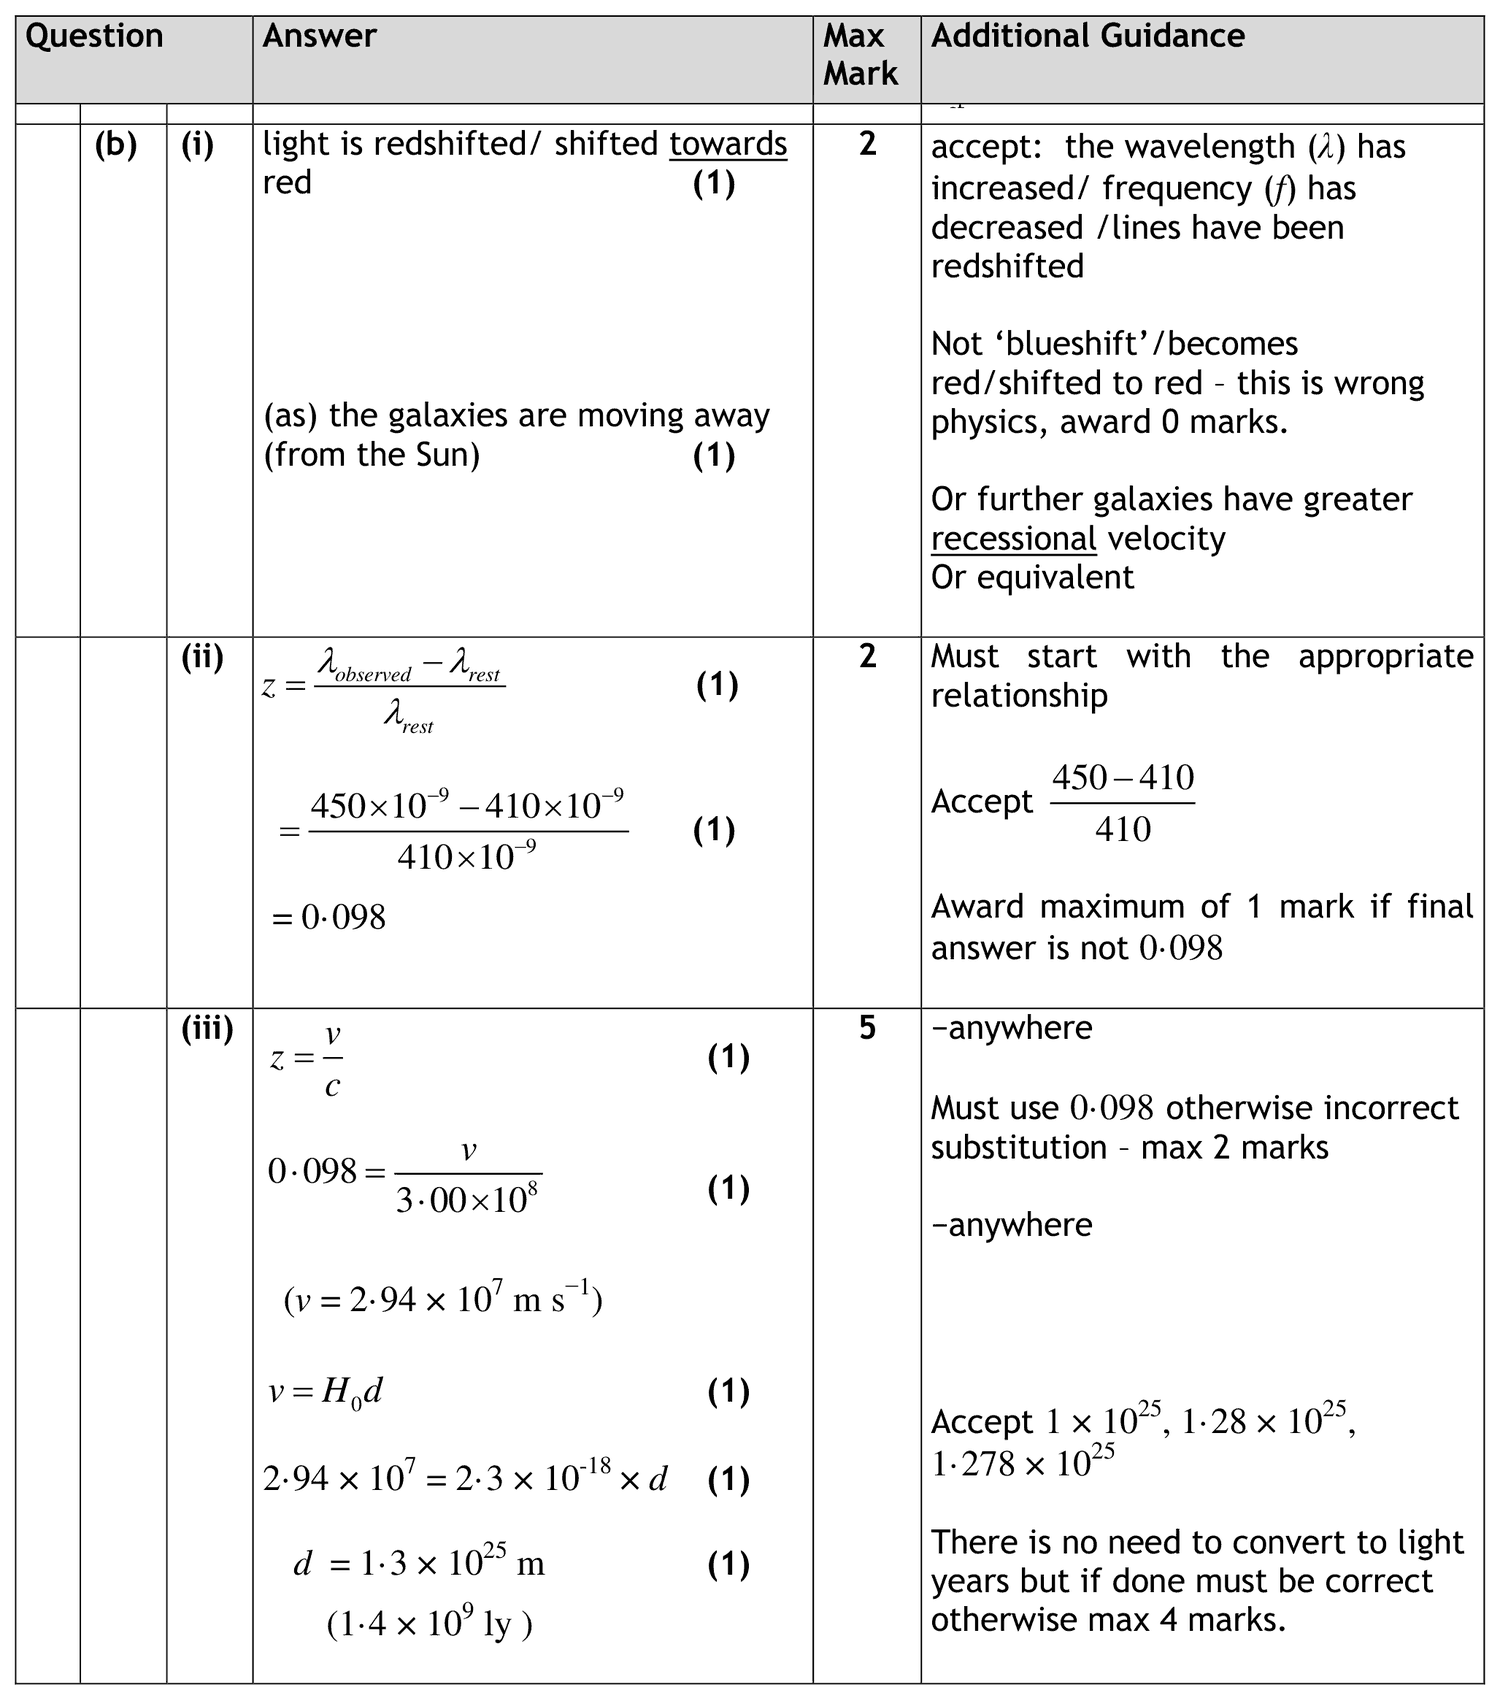 Question Answer Max Mark Additional Guidance
(b) (i) light is redshifted/ shifted towards
red (1)
(as) the galaxies are moving away
(from the Sun) (1)
2
accept: the wavelength (λ) has
increased/ frequency (f) has
decreased /lines have been
redshifted
Not ‘blueshift’/becomes
red/shifted to red – this is wrong
physics, award 0 marks.
Or further galaxies have greater
recessional velocity
Or equivalent
(ii) z = (λobserved − λrest) / λrest (1)
= (450×10⁻⁹ − 410×10⁻⁹) / 410×10⁻⁹ (1)
= 0·098
2
Must start with the appropriate
relationship
Accept (450 − 410) / 410
Award maximum of 1 mark if final
answer is not 0·098
(iii) z = v / c (1)
0·098 = v / 3·00×10⁸ (1)
(v = 2·94 × 10⁷ m s⁻¹)
v = H₀d (1)
2·94 × 10⁷ = 2·3 × 10⁻¹⁸ × d (1)
d = 1·3 × 10²⁵ m (1)
(1·4 × 10⁹ ly )
5
−anywhere
Must use 0·098 otherwise incorrect
substitution – max 2 marks
−anywhere
Accept 1 × 10²⁵, 1·28 × 10²⁵,
1·278 × 10²⁵
There is no need to convert to light
years but if done must be correct
otherwise max 4 marks.